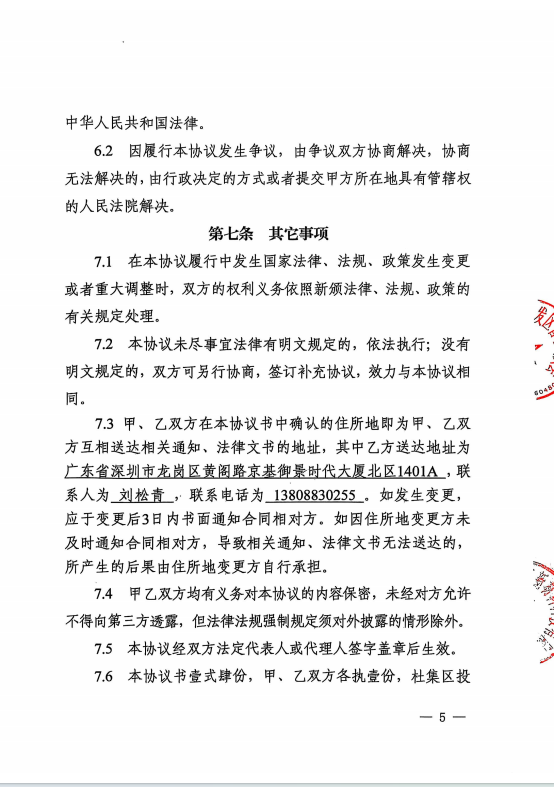 中华人民共和国法律。
6.2 因履行本协议发生争议，由争议双方协商解决，协商
无法解决的，由行政决定的方式或者提交甲方所在地具有管辖权
的人民法院解决。
第七条 其它事项
7.1 在本协议履行中发生国家法律、法规、政策发生变更
或者重大调整时，双方的权利义务依照新颁法律、法规、政策的
有关规定处理。
7.2 本协议未尽事宜法律有明文规定的，依法执行；没有
明文规定的，双方可另行协商，签订补充协议，效力与本协议相
同。
7.3 甲、乙双方在本协议书中确认的住所地即为甲、乙双
方互相送达相关通知、法律文书的地址，其中乙方送达地址为
广东省深圳市龙岗区黄阁路京基御景时代大厦北区1401A，联
系人为 刘松青 ，联系电话为 13808830255 。如发生变更，
应于变更后3日内书面通知合同相对方。如因住所地变更方未
及时通知合同相对方，导致相关通知、法律文书无法送达的，
所产生的后果由住所地变更方自行承担。
7.4 甲乙双方均有义务对本协议的内容保密，未经对方允许
不得向第三方透露，但法律法规强制规定须对外披露的情形除外。
7.5 本协议经双方法定代表人或代理人签字盖章后生效。
7.6 本协议书壹式肆份，甲、乙双方各执壹份，杜集区投
— 5 —
发区